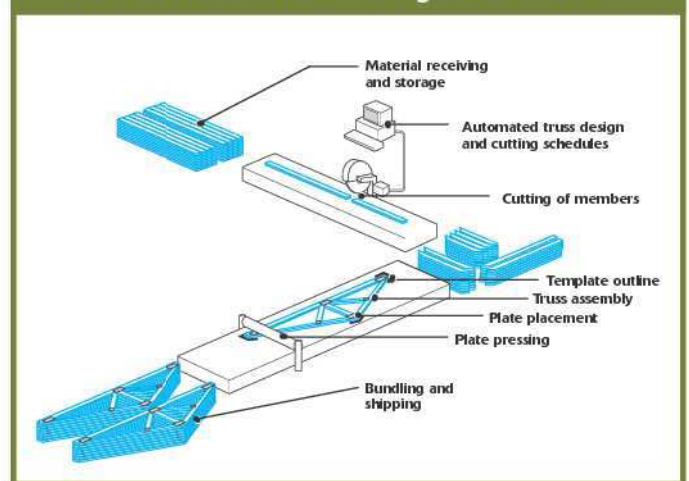 Material receiving
and storage
Automated truss design
and cutting schedules
Cutting of members
Template outline
Truss assembly
Plate placement
Plate pressing
Bundling and
shipping